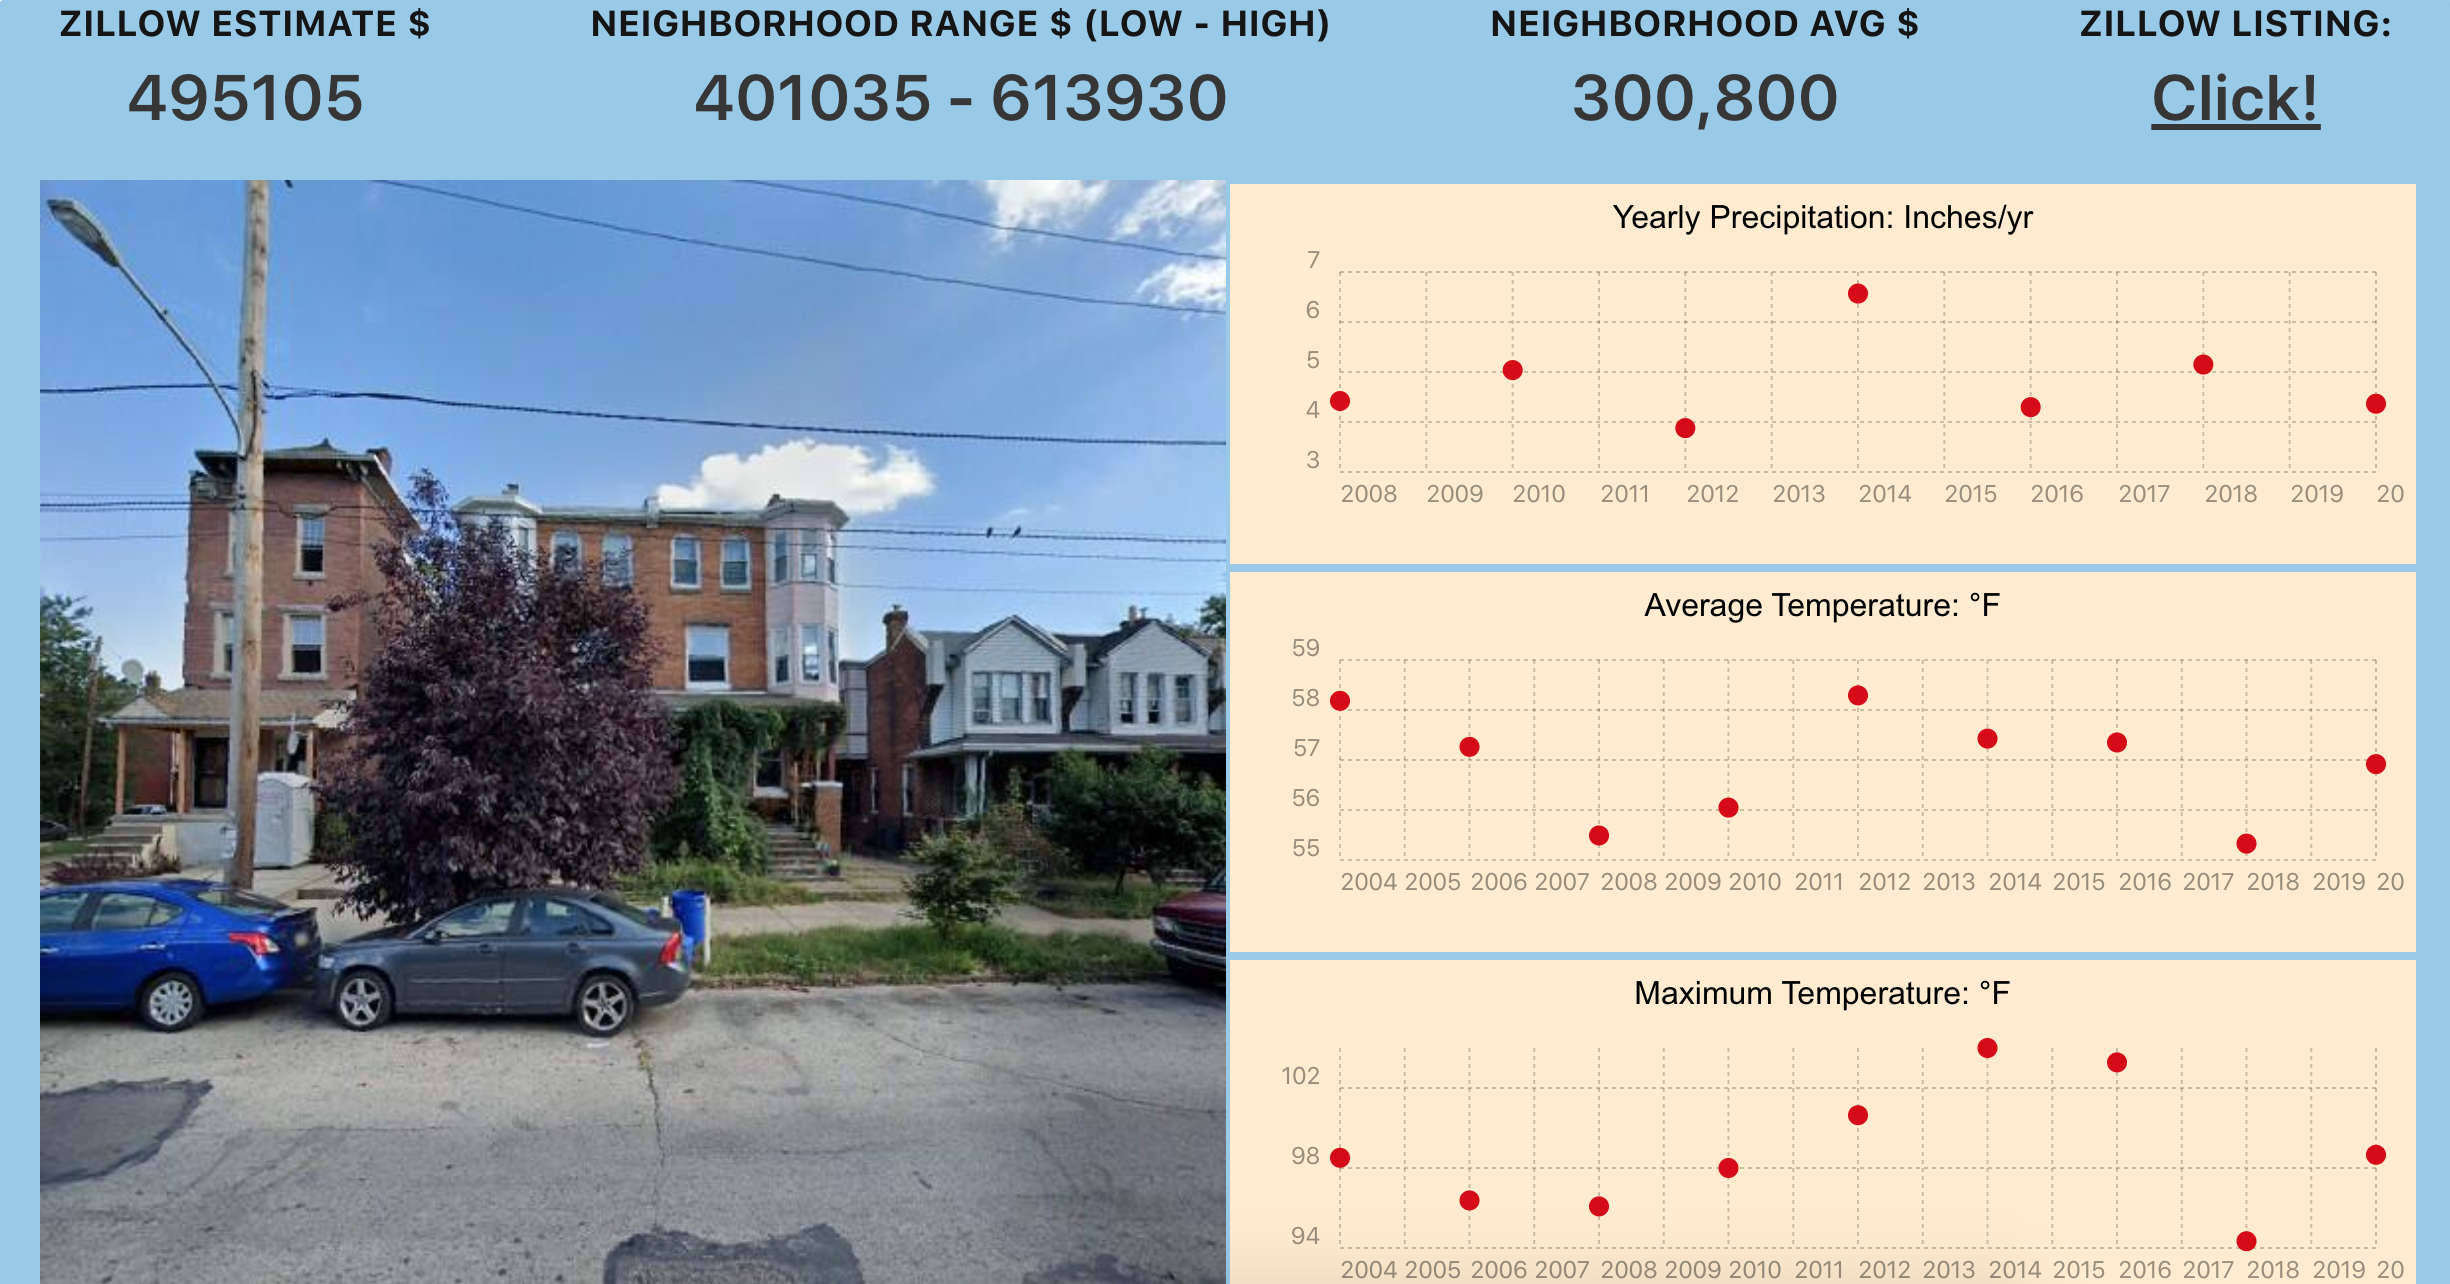 ZILLOW ESTIMATE $
495105
NEIGHBORHOOD RANGE $ (LOW - HIGH)
401035 - 613930
NEIGHBORHOOD AVG $
300,800
ZILLOW LISTING:
Click!
Yearly Precipitation: Inches/yr
7
6
5
4
3
2008 2009 2010 2011 2012 2013 2014 2015 2016 2017 2018 2019 20
Average Temperature: °F
59
58
57
56
55
2004 2005 2006 2007 2008 2009 2010 2011 2012 2013 2014 2015 2016 2017 2018 2019 20
Maximum Temperature: °F
102
98
94
2004 2005 2006 2007 2008 2009 2010 2011 2012 2013 2014 2015 2016 2017 2018 2019 20